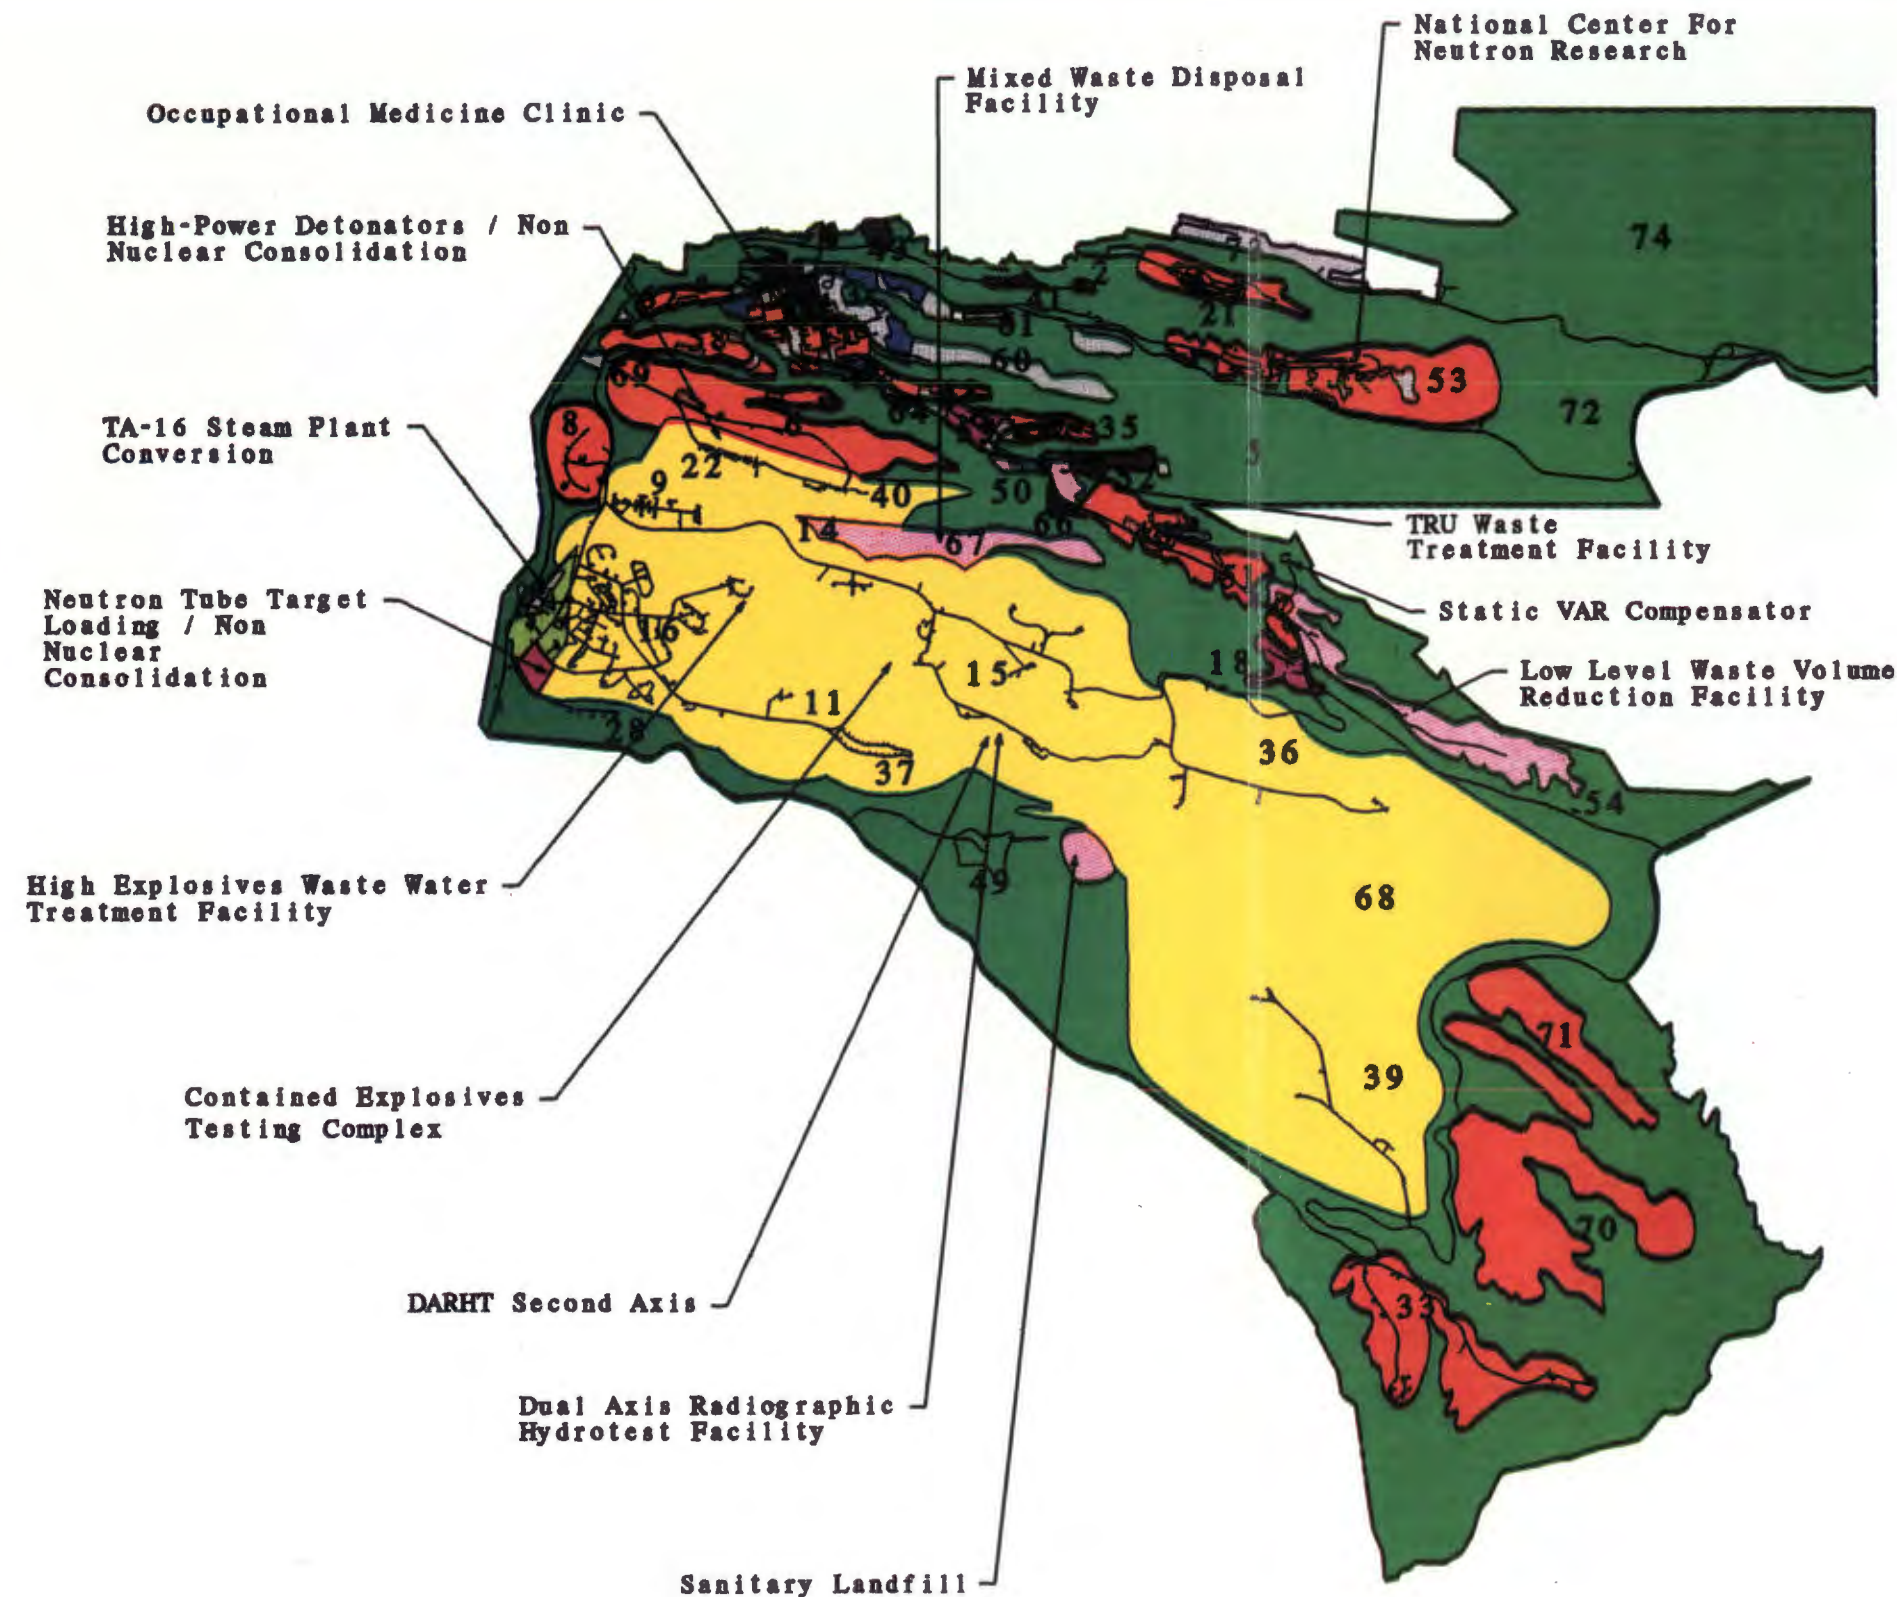 National Center For
Neutron Research
Mixed Waste Disposal
Facility
Occupational Medicine Clinic
High-Power Detonators / Non
Nuclear Consolidation
74
21
61
60
53
72
69
8
TA-16 Steam Plant
Conversion
35
22
9
40
50
52
66
14
67
TRU Waste
Treatment Facility
Static VAR Compensator
Neutron Tube Target
Loading / Non
Nuclear
Consolidation
16
15
18
Low Level Waste Volume
Reduction Facility
11
28
36
37
54
49
High Explosives Waste Water
Treatment Facility
68
71
39
Contained Explosives
Testing Complex
70
33
DARHT Second Axis
Dual Axis Radiographic
Hydrotest Facility
Sanitary Landfill